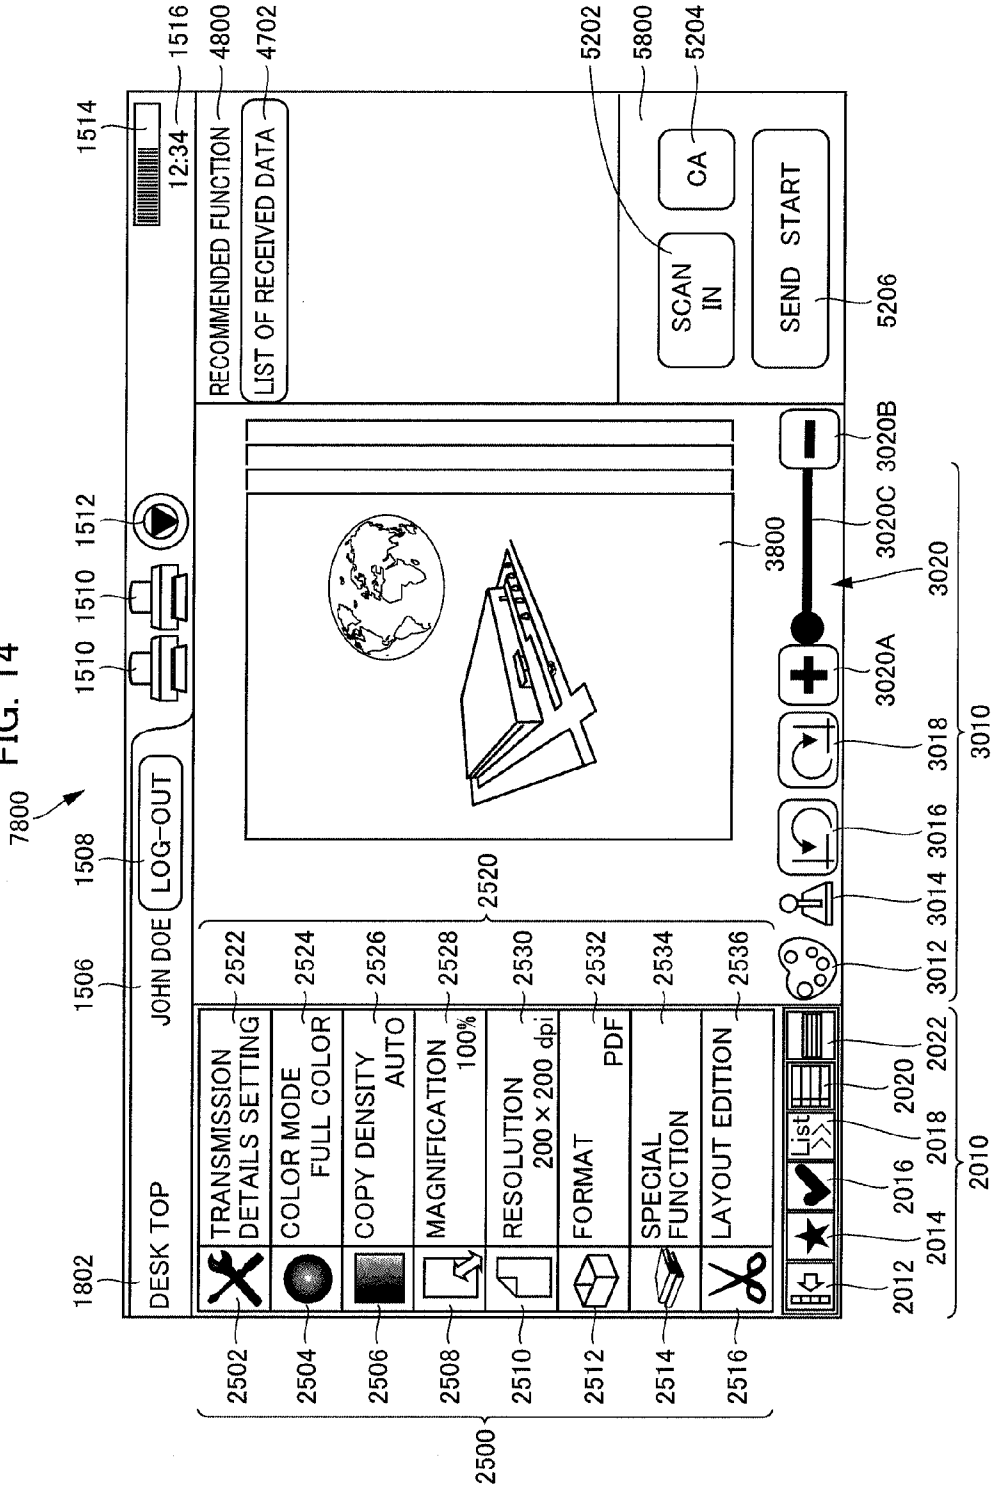 FIG. 14
7800
1802
1506
1508
1510
1510
1512
1514
1516
DESK TOP
JOHN DOE
LOG-OUT
12:34
4800
4702
RECOMMENDED FUNCTION
LIST OF RECEIVED DATA
2500
2502
TRANSMISSION
DETAILS SETTING
2522
2504
COLOR MODE
FULL COLOR
2524
2506
COPY DENSITY
AUTO
2526
2508
MAGNIFICATION
100%
2528
2510
RESOLUTION
200 × 200 dpi
2530
2512
FORMAT
PDF
2532
2514
SPECIAL
FUNCTION
2534
2516
LAYOUT EDITION
2536
2520
3800
5202
5800
5204
SCAN
IN
CA
SEND START
5206
List
2012
2014
2016
2018
2020
2022
2010
3012
3014
3016
3018
3020A
3020
3020C
3020B
3010